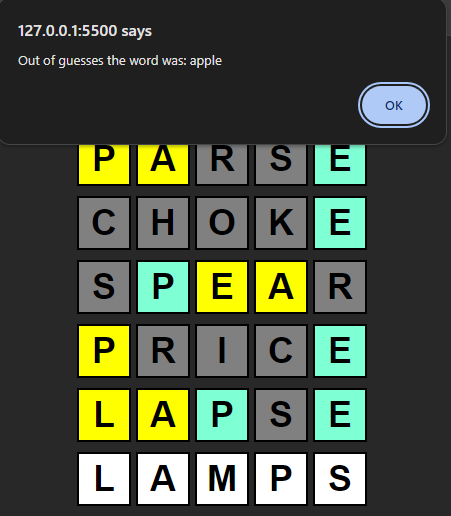 127.0.0.1:5500 says
Out of guesses the word was: apple
OK
P A R S E
C H O K E
S P E A R
P R I C E
L A P S E
L A M P S